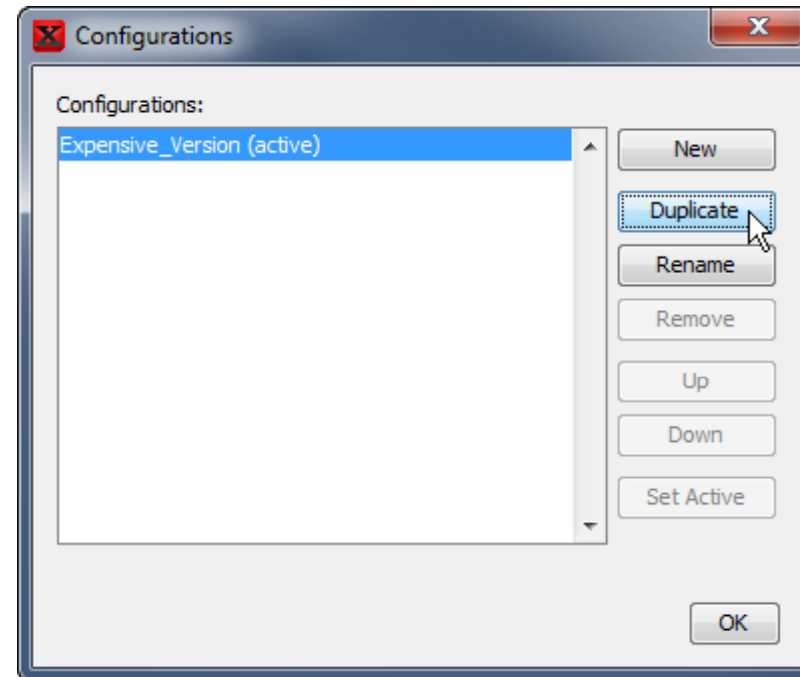 Configurations
Configurations:
Expensive_Version (active)
New
Duplicate
Rename
Remove
Up
Down
Set Active
OK